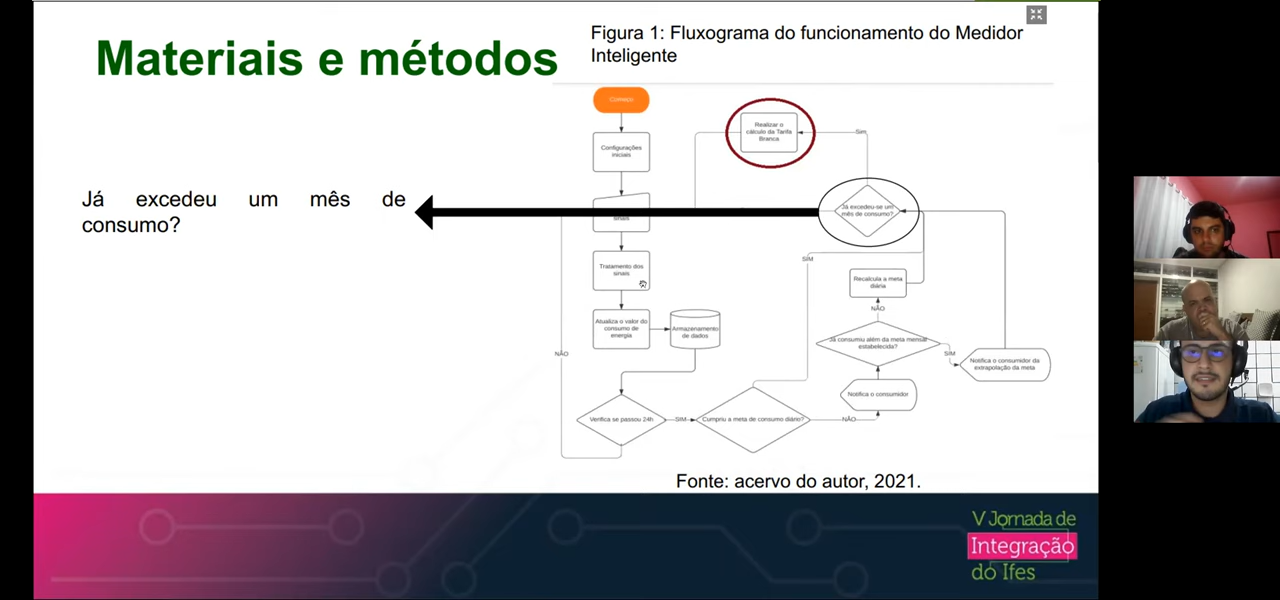 Materiais e métodos
Figura 1: Fluxograma do funcionamento do Medidor
Inteligente
Já excedeu um mês de
consumo?
COMEÇO
Configurações
iniciais
sinais
Tratamento dos
sinais
Atualiza o valor do
consumo de
energia
Armazenamento
de dados
Verifica se passou 24h
NÃO
SIM
Cumpriu a meta de consumo diário?
SIM
NÃO
Notifica o consumidor
Já consumiu além da meta mensal
estabelecida?
NÃO
SIM
Recalcula a meta
diária
Notifica o consumidor da
extrapolação da meta
Já excedeu-se um
mês de consumo?
Sim
Realizar o
cálculo da Tarifa
Branca
Fonte: acervo do autor, 2021.
V Jornada de
Integração
do Ifes